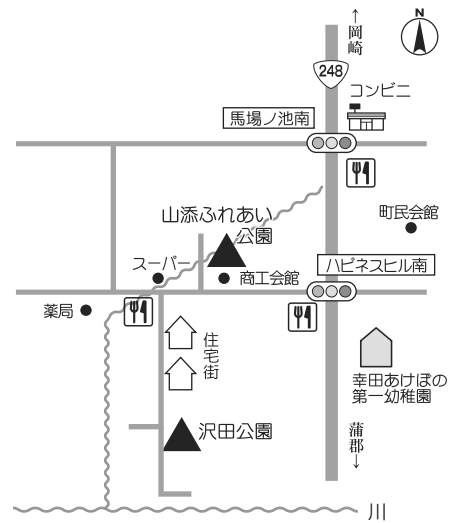 N
↑
岡崎
248
コンビニ
馬場ノ池南
山添ふれあい
公園
町民会館
スーパー
商工会館
ハピネスヒル南
薬局
住宅街
幸田あけぼの
第一幼稚園
沢田公園
蒲郡
↓
川